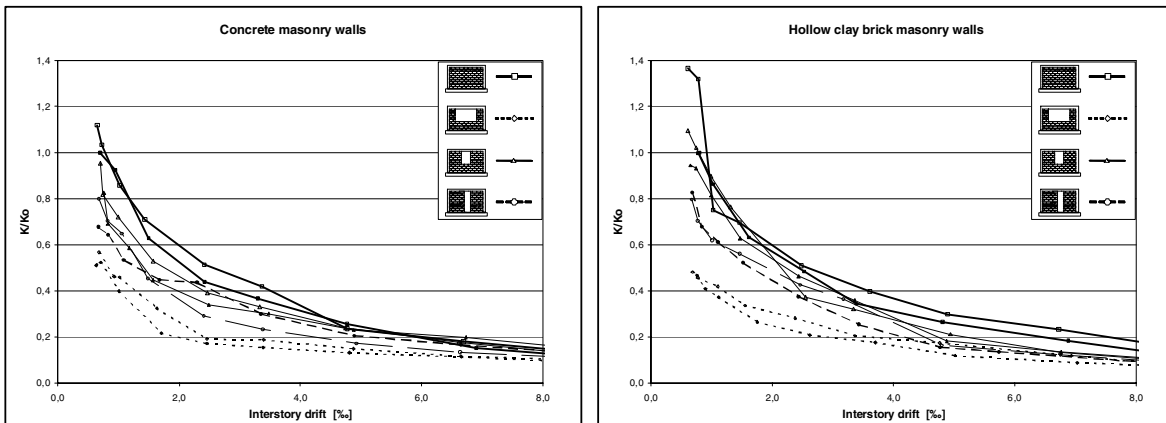 Concrete masonry walls
K/Ko
1,4
1,2
1,0
0,8
0,6
0,4
0,2
0,0
0,0 2,0 4,0 6,0 8,0
Interstory drift [‰]
Hollow clay brick masonry walls
K/Ko
1,4
1,2
1,0
0,8
0,6
0,4
0,2
0,0
0,0 2,0 4,0 6,0 8,0
Interstory drift [‰]